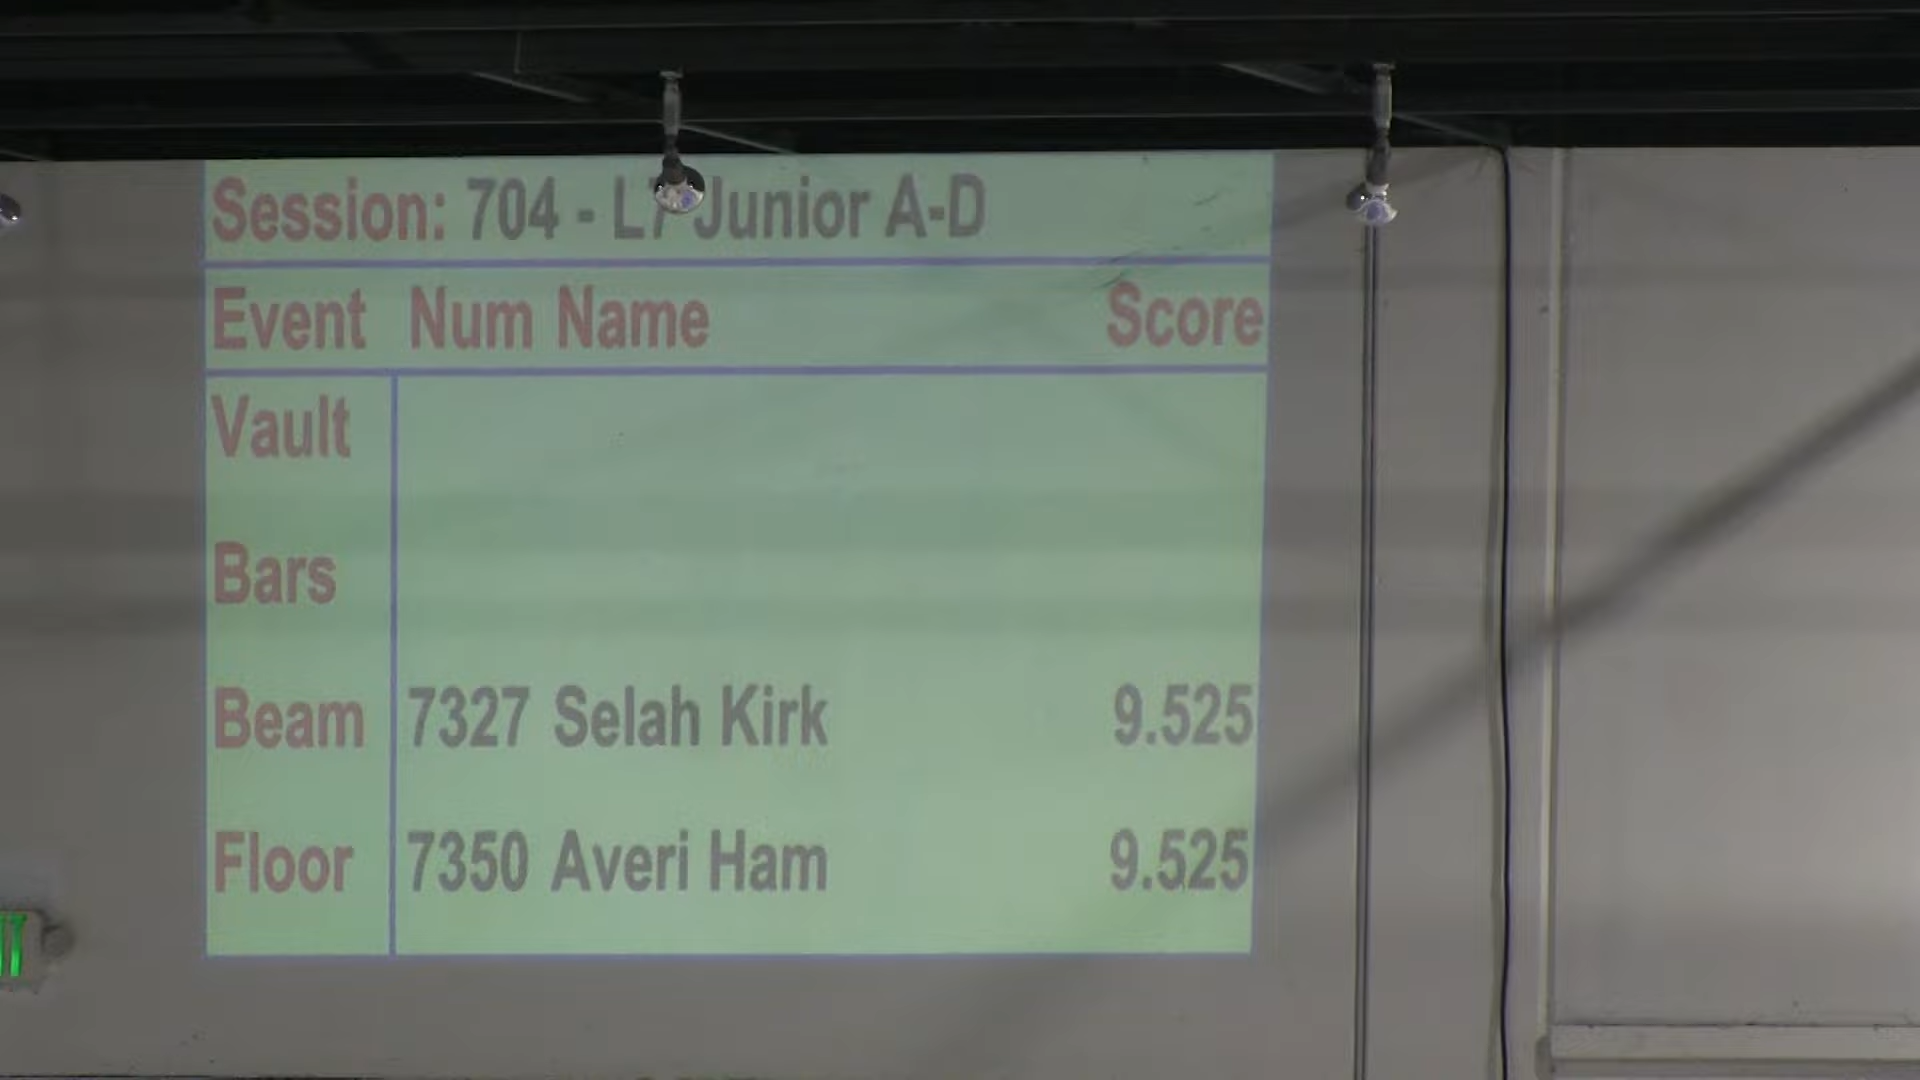 Session: 704 - L7 Junior A-D
Event Num Name Score
Vault
Bars
Beam 7327 Selah Kirk 9.525
Floor 7350 Averi Ham 9.525